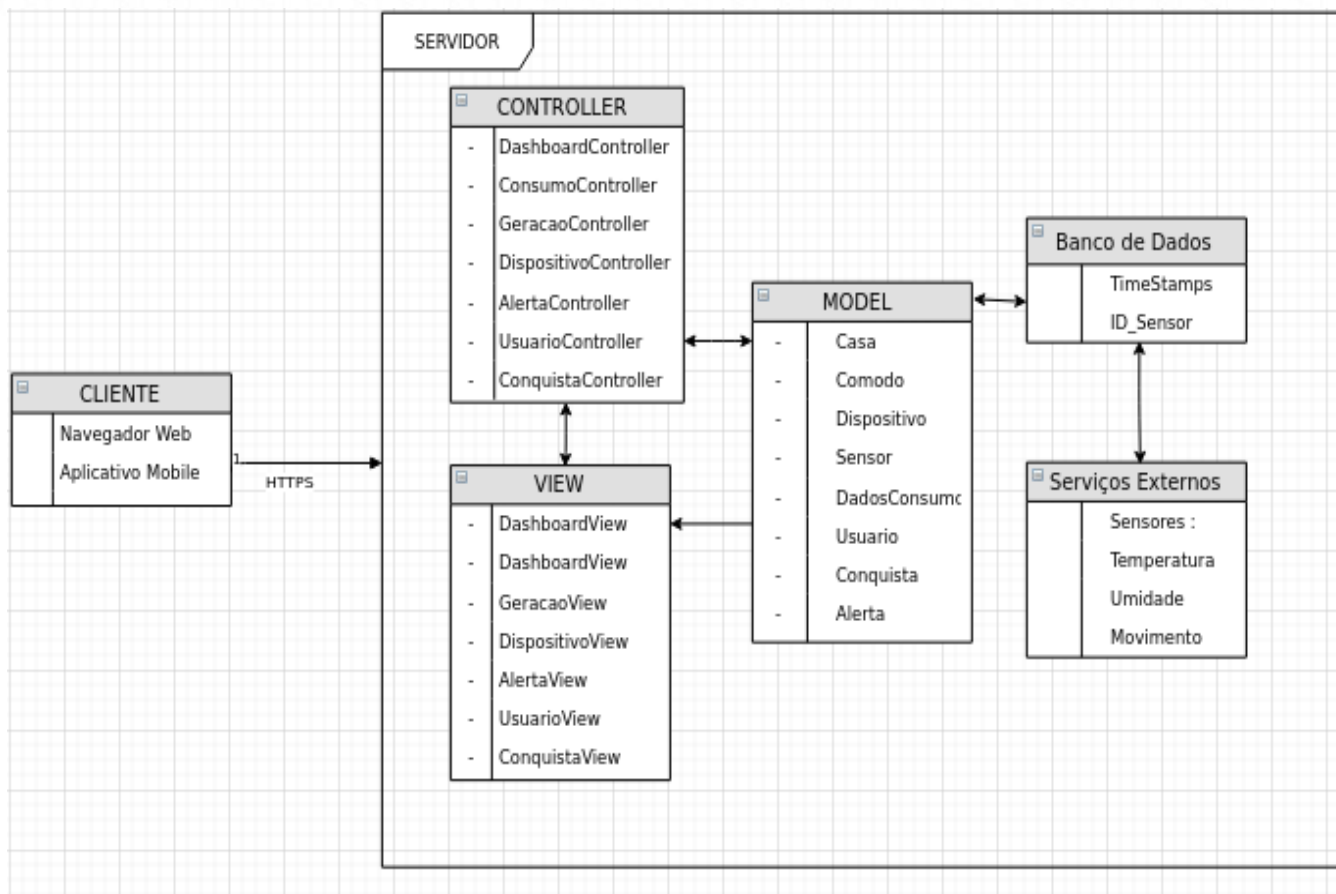 SERVIDOR
CONTROLLER
- DashboardController
- ConsumoController
- GeracaoController
- DispositivoController
- AlertaController
- UsuarioController
- ConquistaController
CLIENTE
Navegador Web
Aplicativo Mobile
1
HTTPS
VIEW
- DashboardView
- DashboardView
- GeracaoView
- DispositivoView
- AlertaView
- UsuarioView
- ConquistaView
MODEL
- Casa
- Comodo
- Dispositivo
- Sensor
- DadosConsumo
- Usuario
- Conquista
- Alerta
Banco de Dados
TimeStamps
ID_Sensor
Serviços Externos
Sensores :
Temperatura
Umidade
Movimento